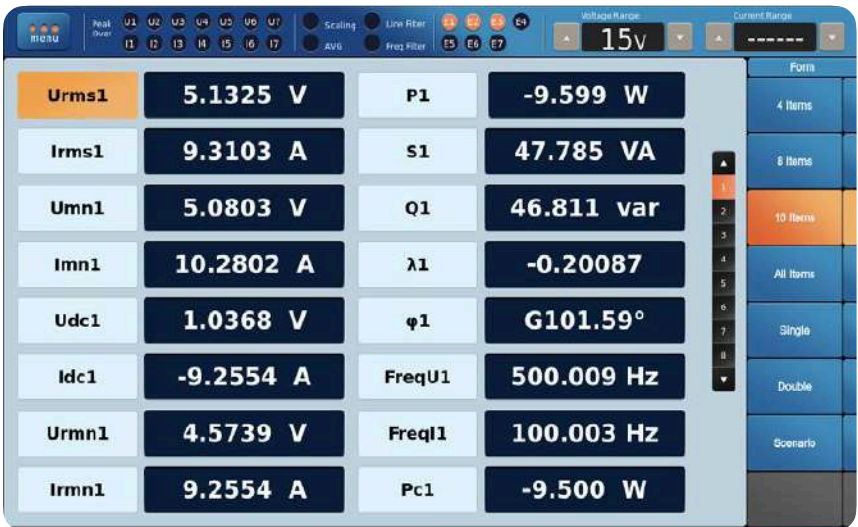 menu
Peak Over
U1 U2 U3 U4 U5 U6 U7
I1 I2 I3 I4 I5 I6 I7
Scaling
AVG
Line Filter
Freq Filter
E1 E2 E3 E4
E5 E6 E7
Voltage Range
15V
Current Range
------
Urms1 5.1325 V
Irms1 9.3103 A
Umn1 5.0803 V
Imn1 10.2802 A
Udc1 1.0368 V
Idc1 -9.2554 A
Urmn1 4.5739 V
Irmn1 9.2554 A
P1 -9.599 W
S1 47.785 VA
Q1 46.811 var
λ1 -0.20087
φ1 G101.59°
FreqU1 500.009 Hz
FreqI1 100.003 Hz
Pc1 -9.500 W
1
2
3
4
5
6
7
8
Form
4 Items
8 Items
10 Items
All Items
Single
Double
Scenario